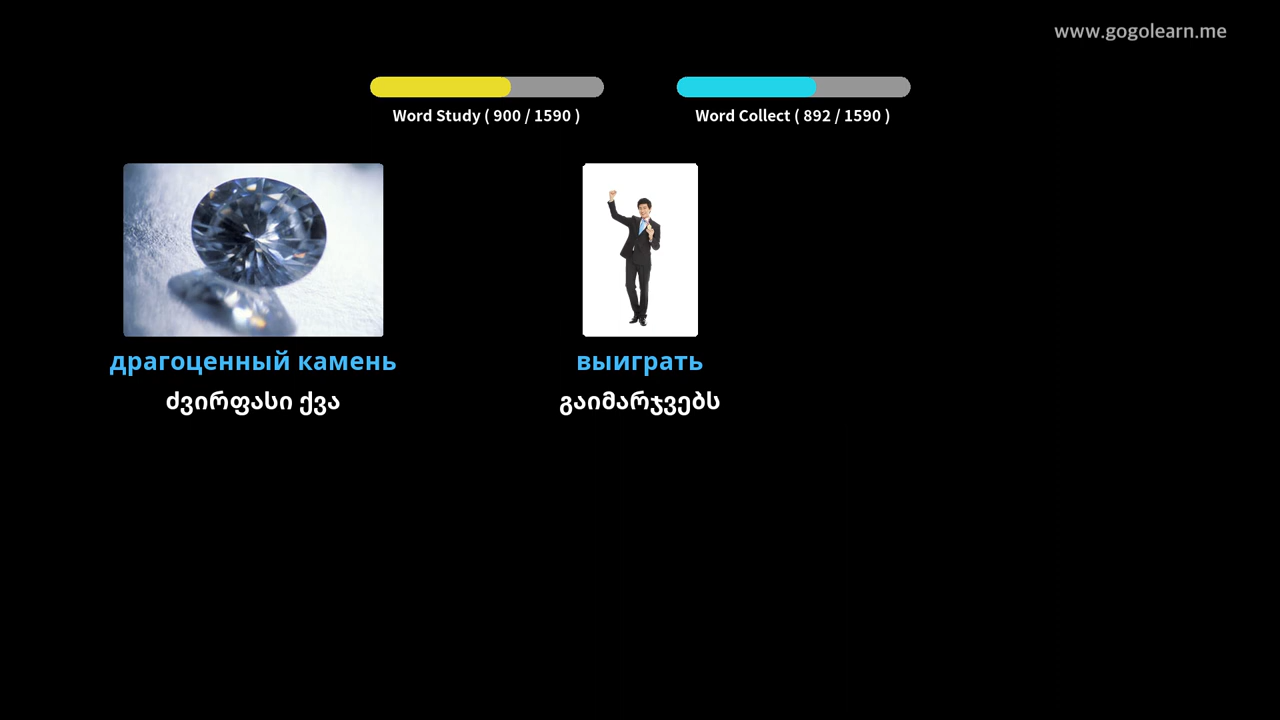 www.gogolearn.me
Word Study ( 900 / 1590 )
Word Collect ( 892 / 1590 )
драгоценный камень
ძვირფასი ქვა
выиграть
გაიმარჯვებს